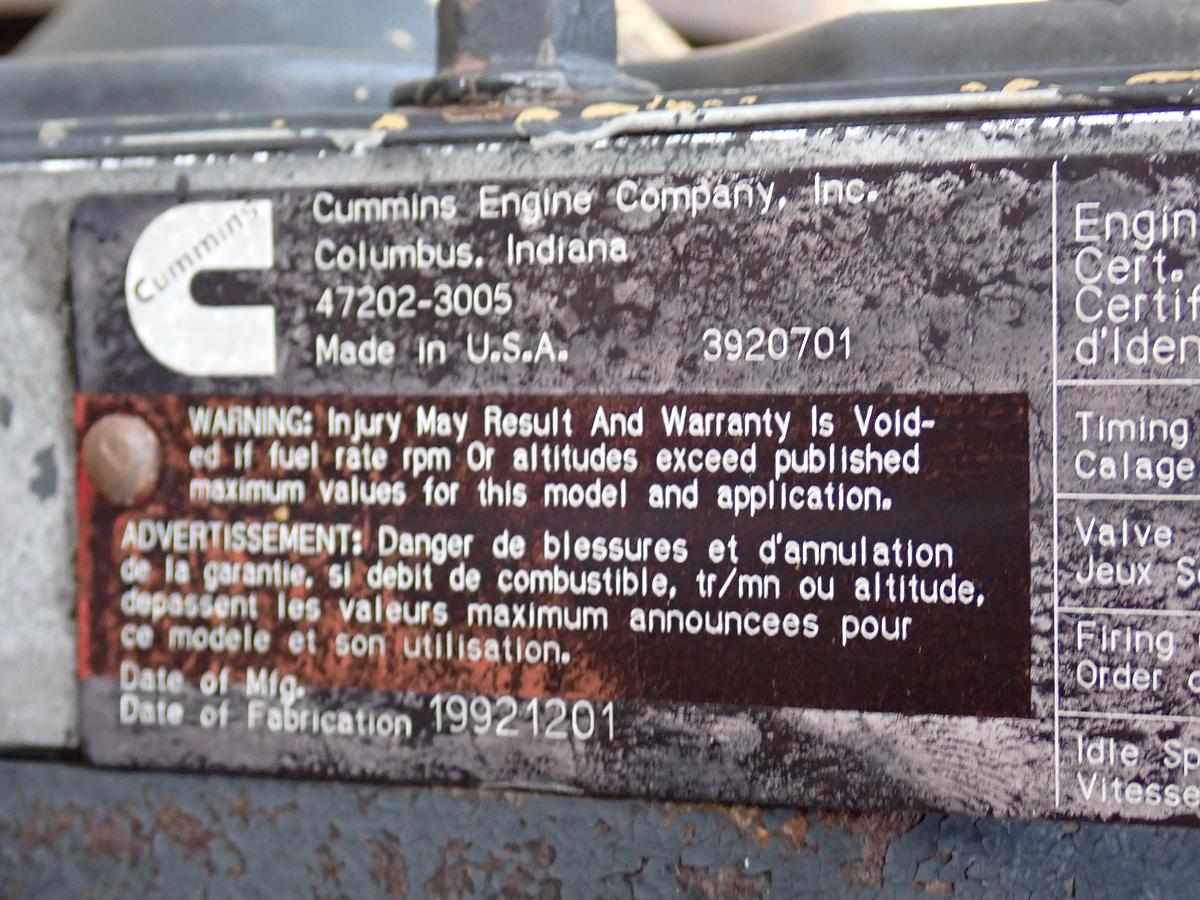 Cummins
Cummins Engine Company, Inc.
Columbus, Indiana
47202-3005
Made in U.S.A. 3920701
WARNING: Injury May Result And Warranty Is Void-
ed if fuel rate rpm Or altitudes exceed published
maximum values for this model and application.
ADVERTISSEMENT: Danger de blessures et d'annulation
de la garantie, si debit de combustible, tr/mn ou altitude,
depassent les valeurs maximum announcees pour
ce modele et son utilisation.
Date of Mfg.
Date of Fabrication 19921201
Engin
Cert.
Certif
d'Iden
Timing
Calage
Valve
Jeux S
Firing
Order
Idle Sp
Vitesse